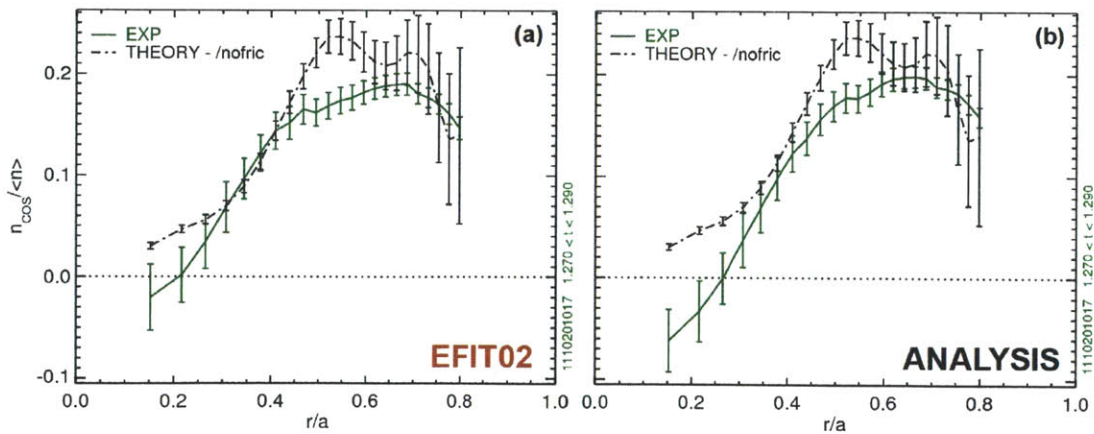 EXP
THEORY - /nofric
(a)
0.2
0.1
0.0
-0.1
n_cos/<n>
EFIT02
1110201017 1.270 < t < 1.290
0.0 0.2 0.4 0.6 0.8 1.0
r/a
EXP
THEORY - /nofric
(b)
ANALYSIS
1110201017 1.270 < t < 1.290
0.0 0.2 0.4 0.6 0.8 1.0
r/a